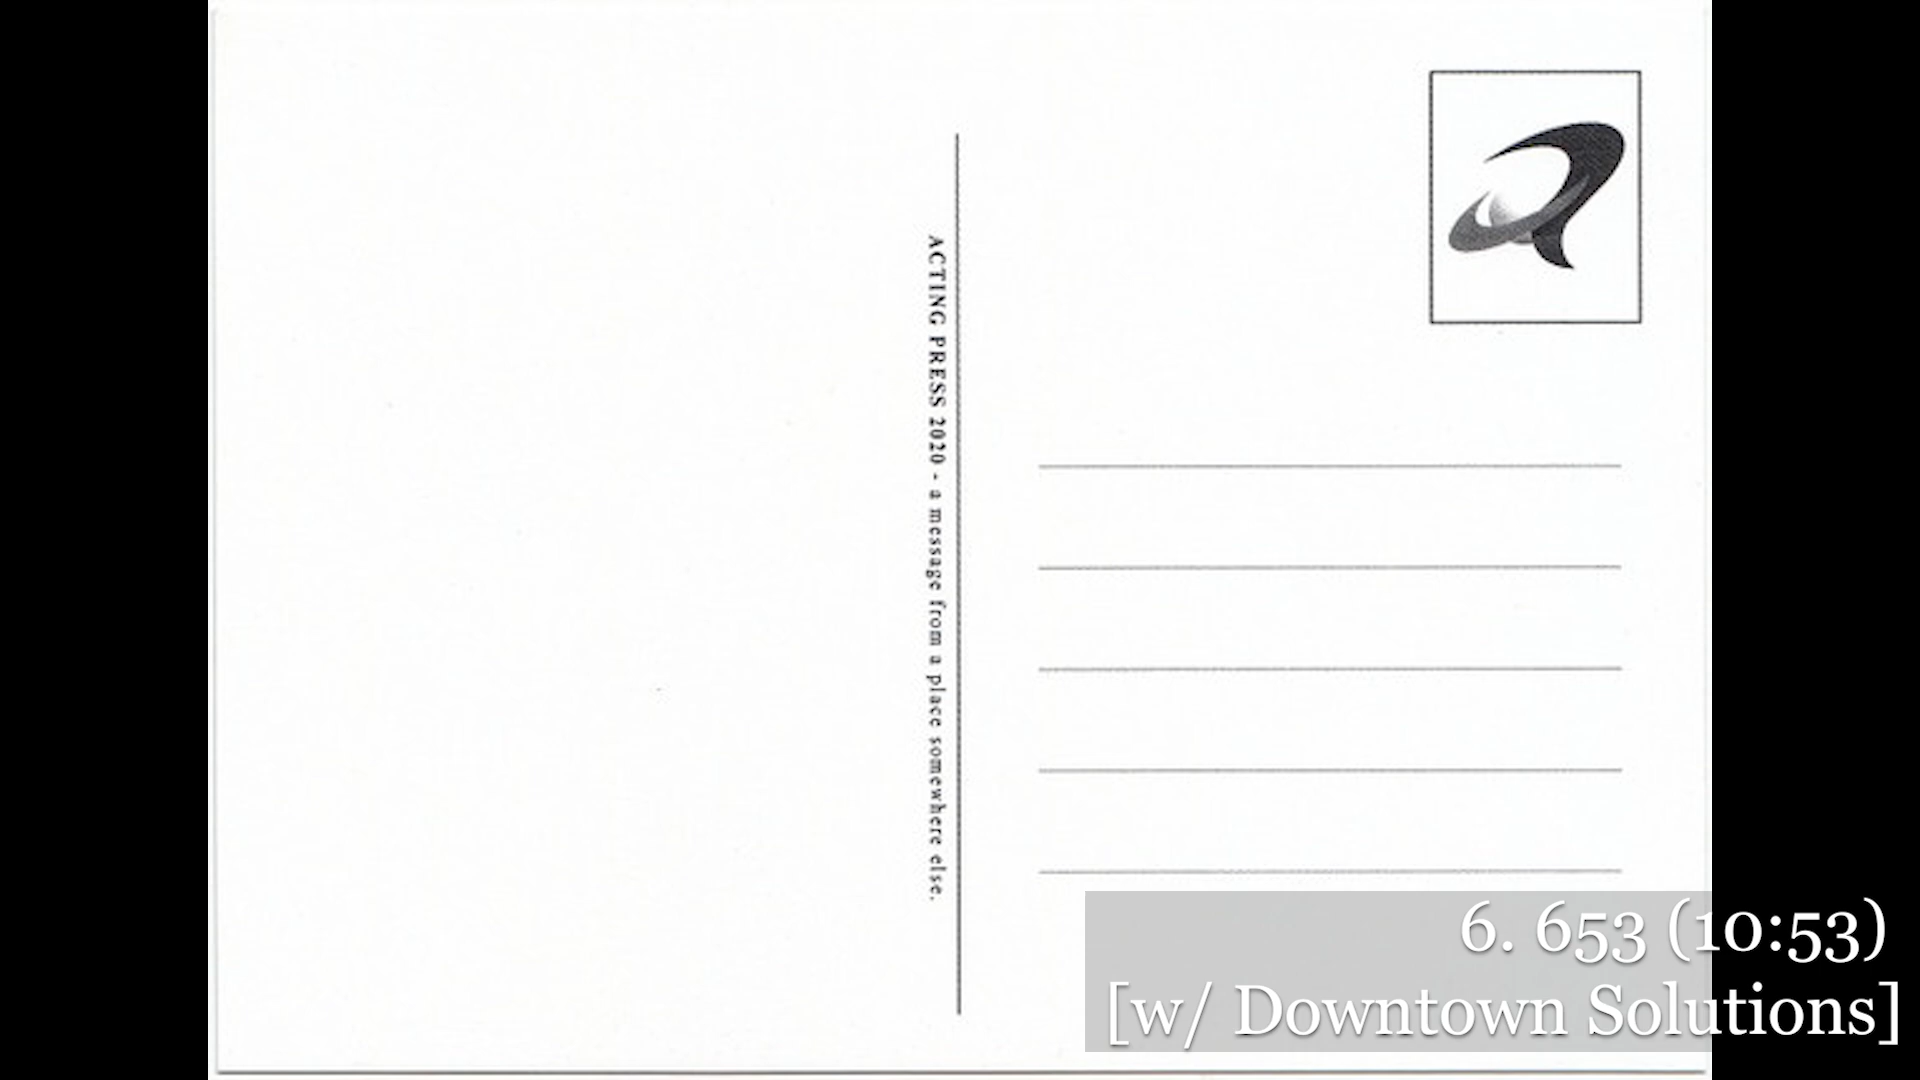 ACTING PRESS 2020 - a message from a place somewhere else.
6. 653 (10:53)
[w/ Downtown Solutions]